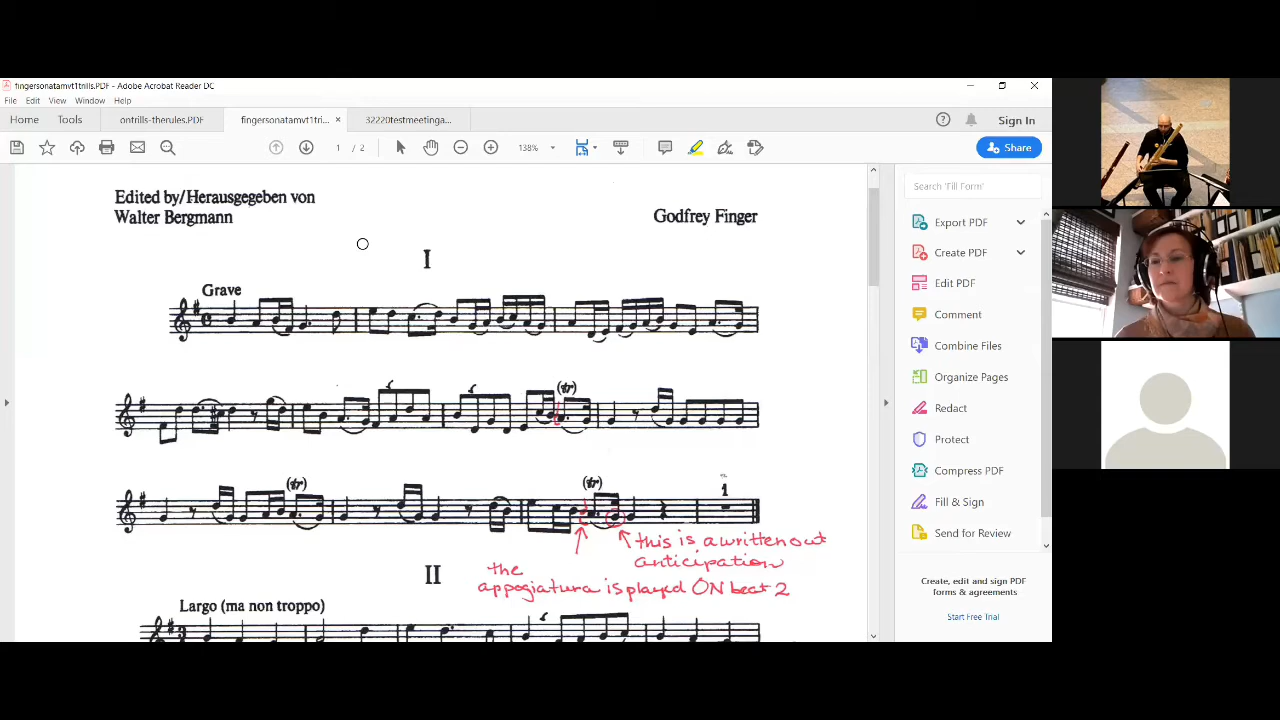 fingersonatamvt1trills.PDF - Adobe Acrobat Reader DC
File Edit View Window Help
Home Tools ontrills-therules.PDF fingersonatamvt1tri... × 32220testmeetinga... Sign In
1 / 2 138% Share
Edited by/Herausgegeben von
Walter Bergmann
Godfrey Finger
I
Grave
(tr)
(tr) (tr) 1
this is a written out
anticipation
the
appogiatura is played ON beat 2
II
Largo (ma non troppo)
3
Search 'Fill Form'
Export PDF
Create PDF
Edit PDF
Comment
Combine Files
Organize Pages
Redact
Protect
Compress PDF
Fill & Sign
Send for Review
Create, edit and sign PDF
forms & agreements
Start Free Trial